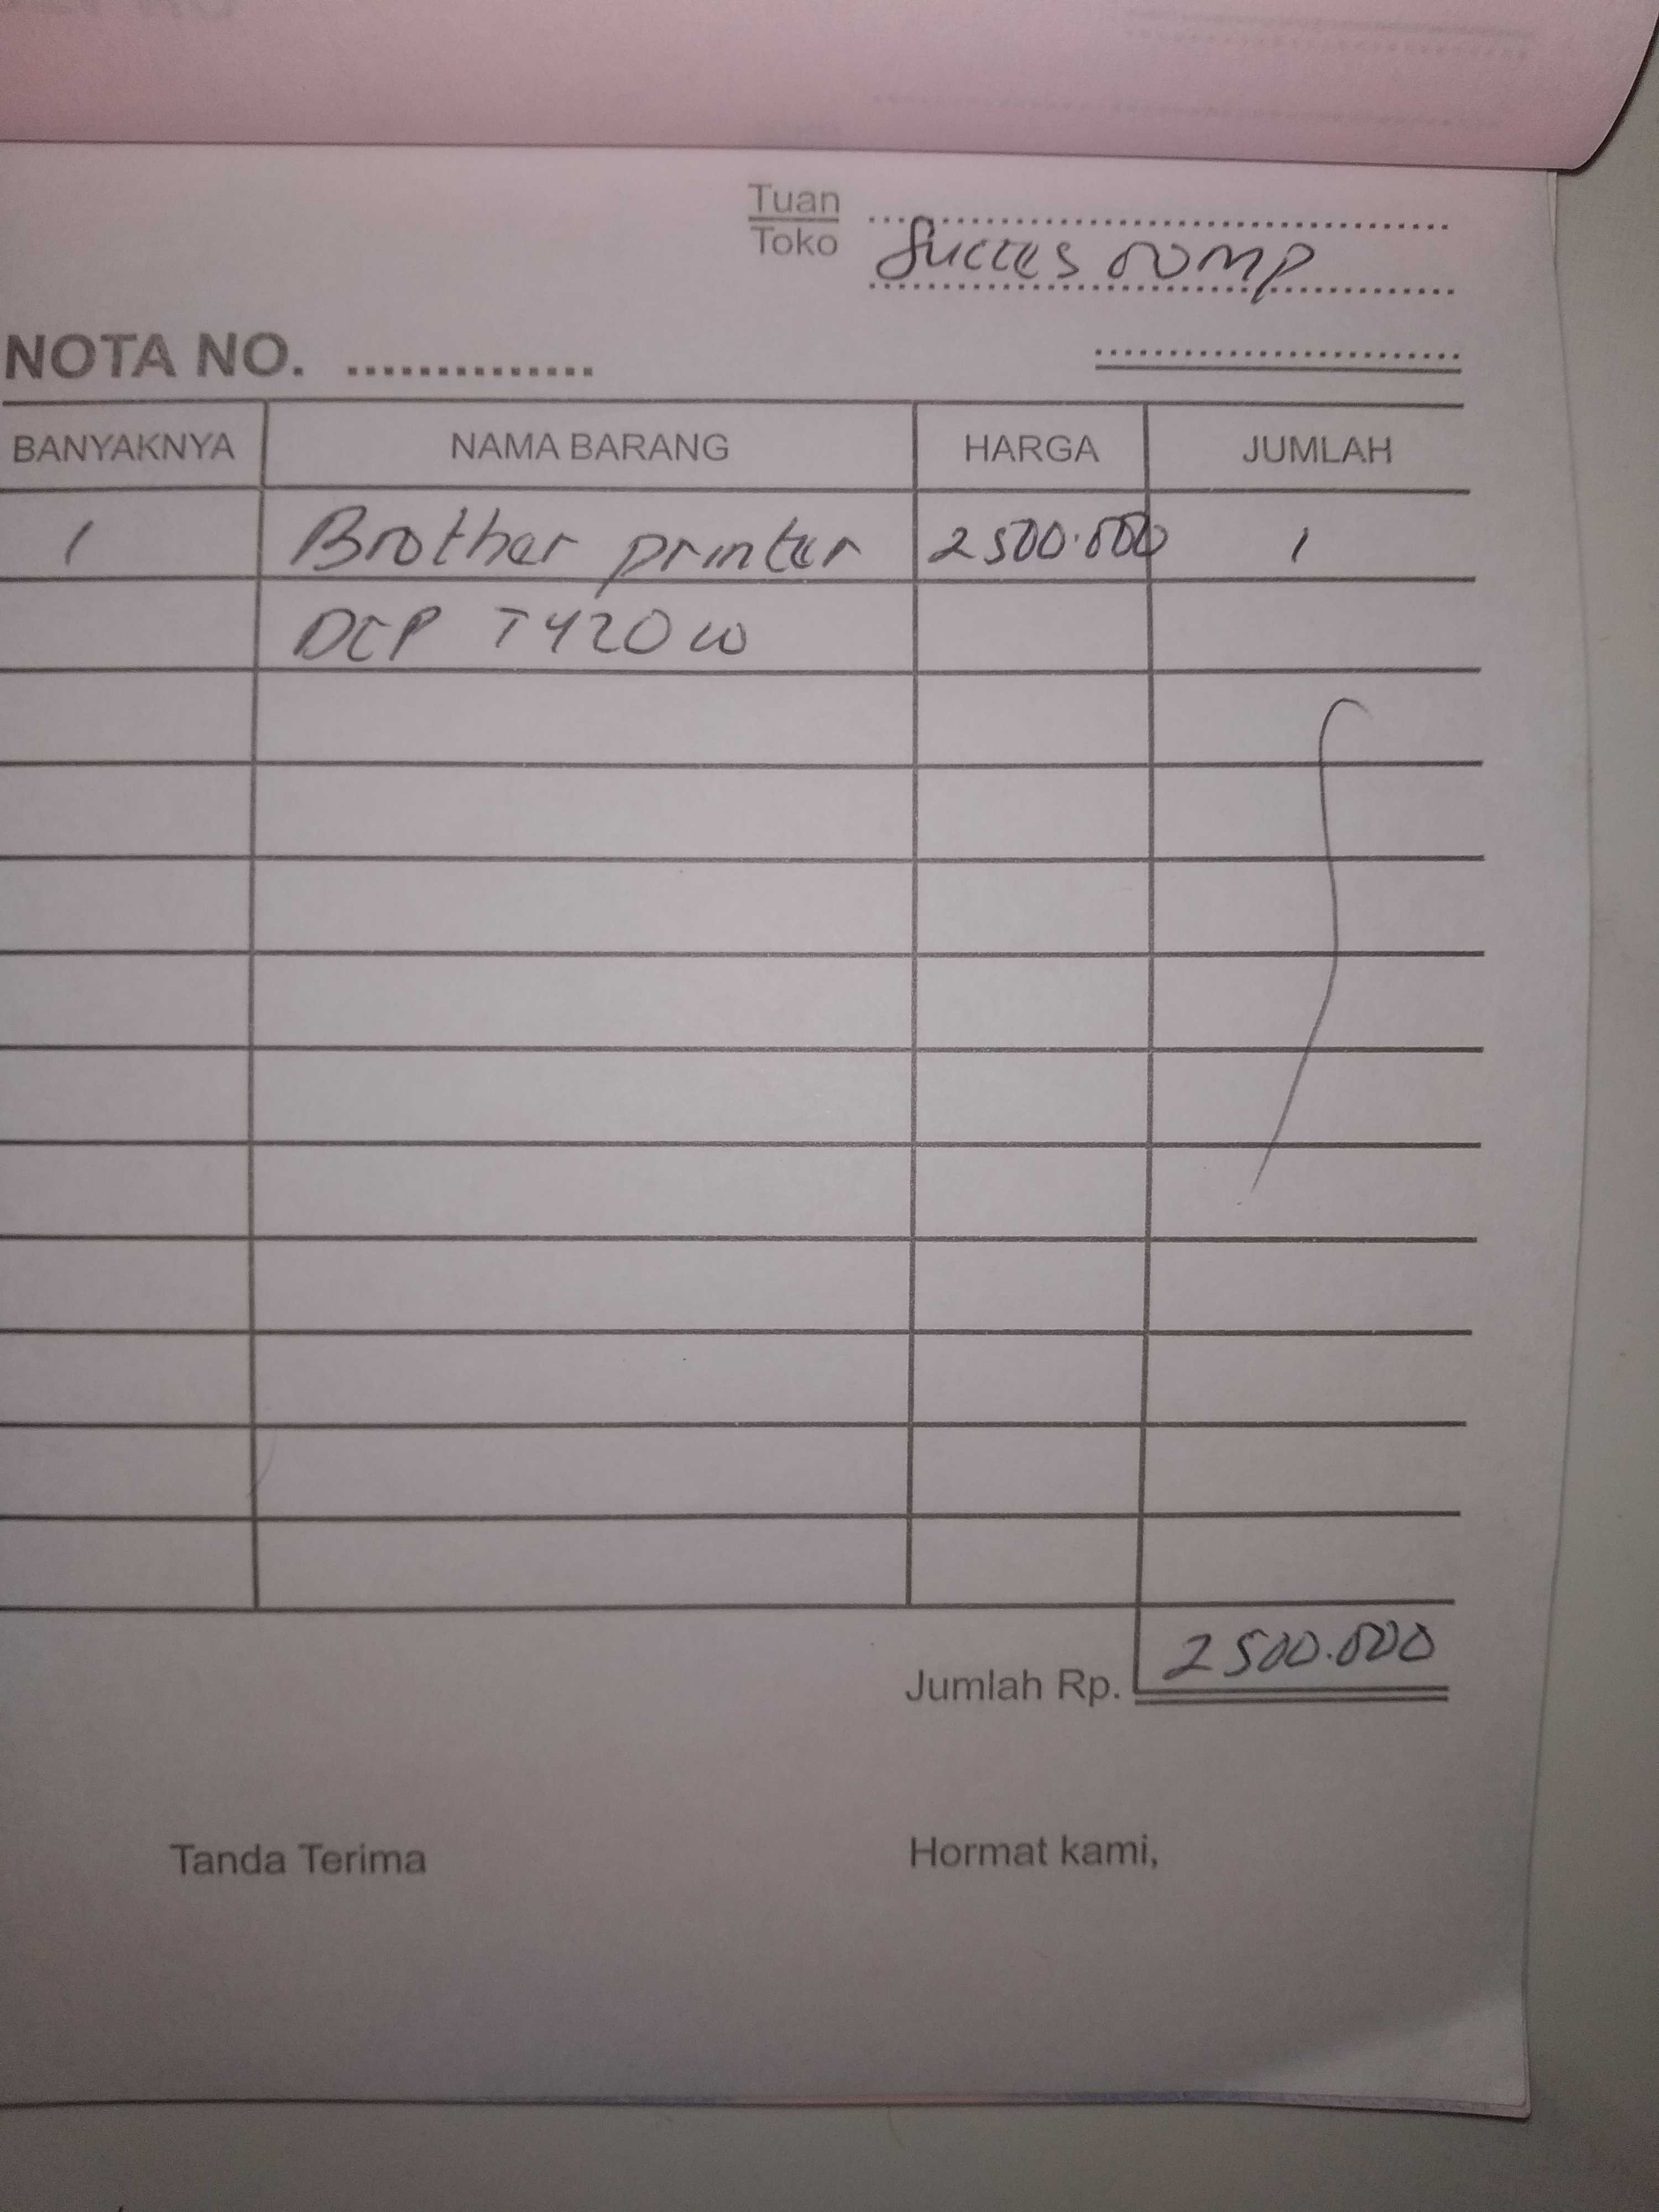 Tuan
Toko Succes comp
NOTA NO. ...............
BANYAKNYA NAMA BARANG HARGA JUMLAH
1 Brother printer 2500.000 1
DCP T420W
Jumlah Rp. 2500.000
Tanda Terima Hormat kami,